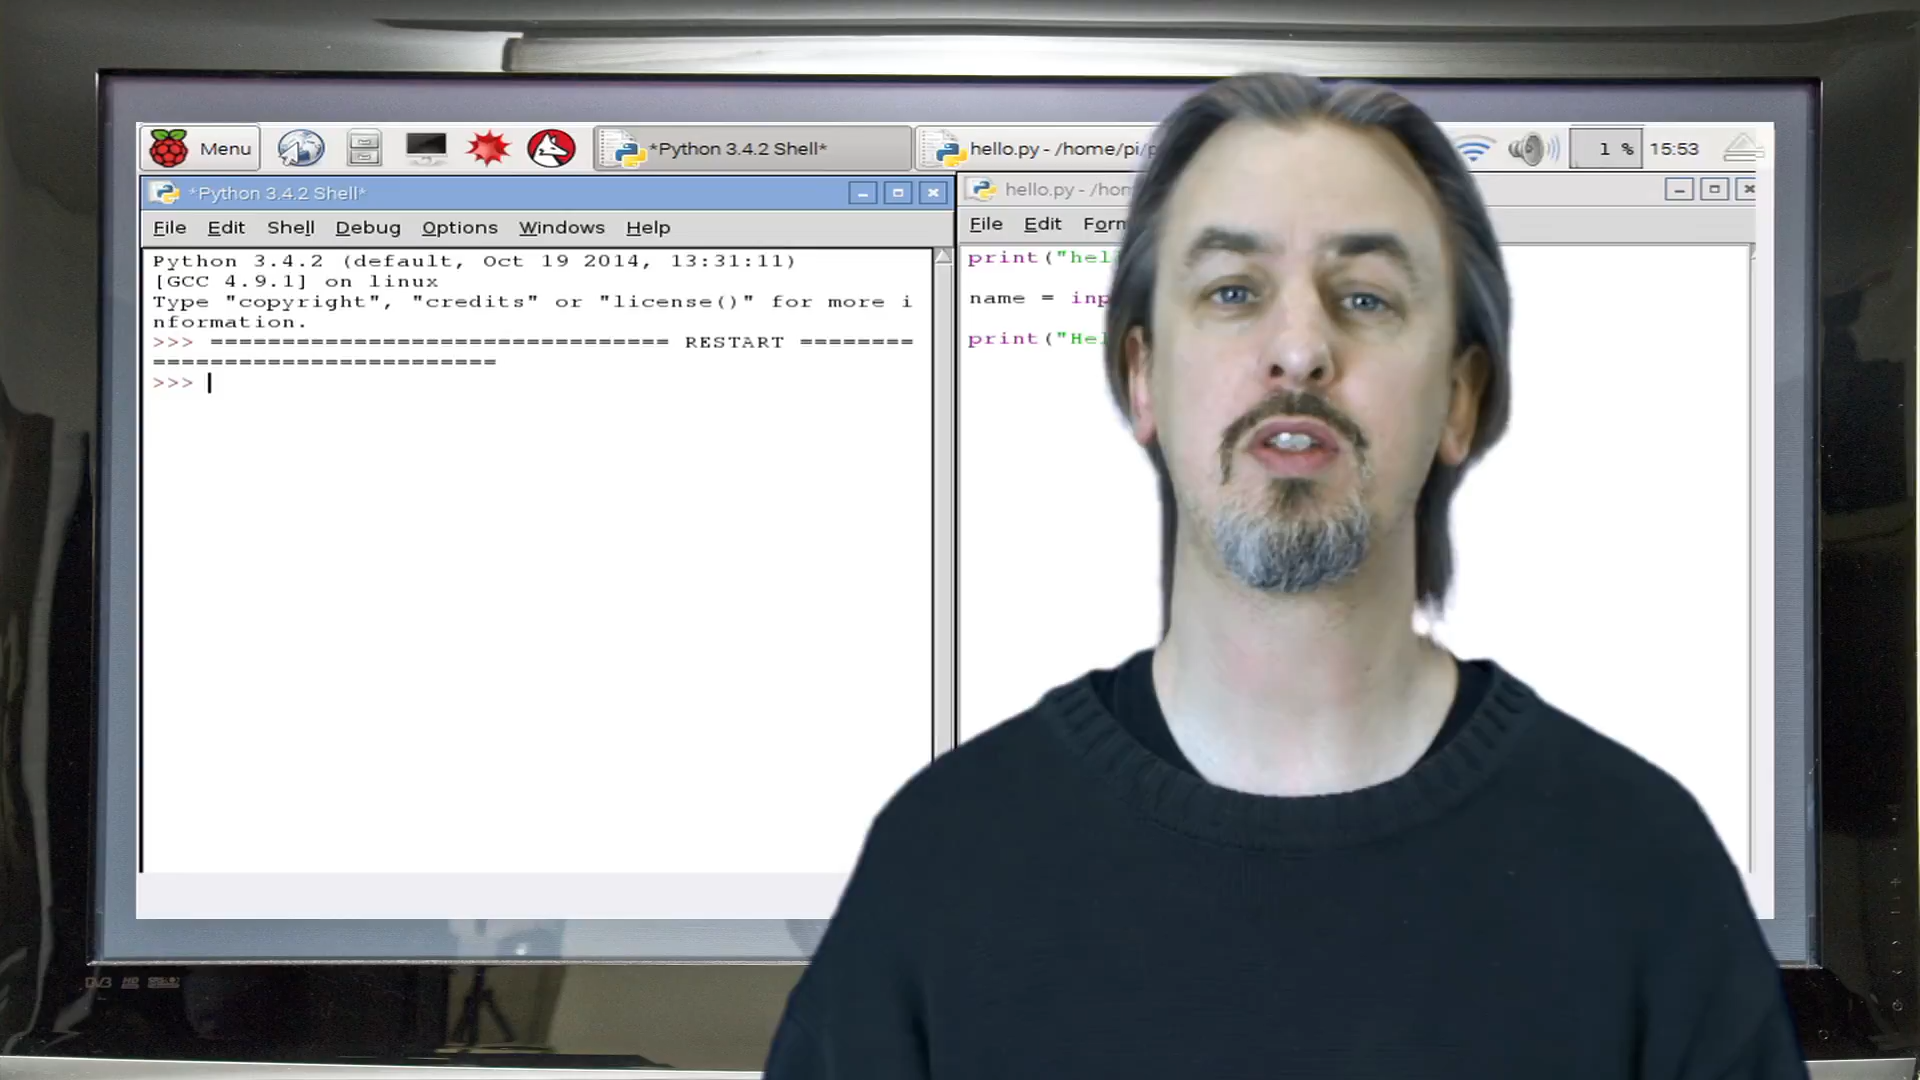 Menu
*Python 3.4.2 Shell*
hello.py - /home/pi/p
1 %
15:53
*Python 3.4.2 Shell*
File Edit Shell Debug Options Windows Help
Python 3.4.2 (default, Oct 19 2014, 13:31:11)
[GCC 4.9.1] on linux
Type "copyright", "credits" or "license()" for more i
nformation.
>>> ================================ RESTART ========
========================
>>>
hello.py - /hom
File Edit Form
print("hel
name = inp
print("Hel
HD